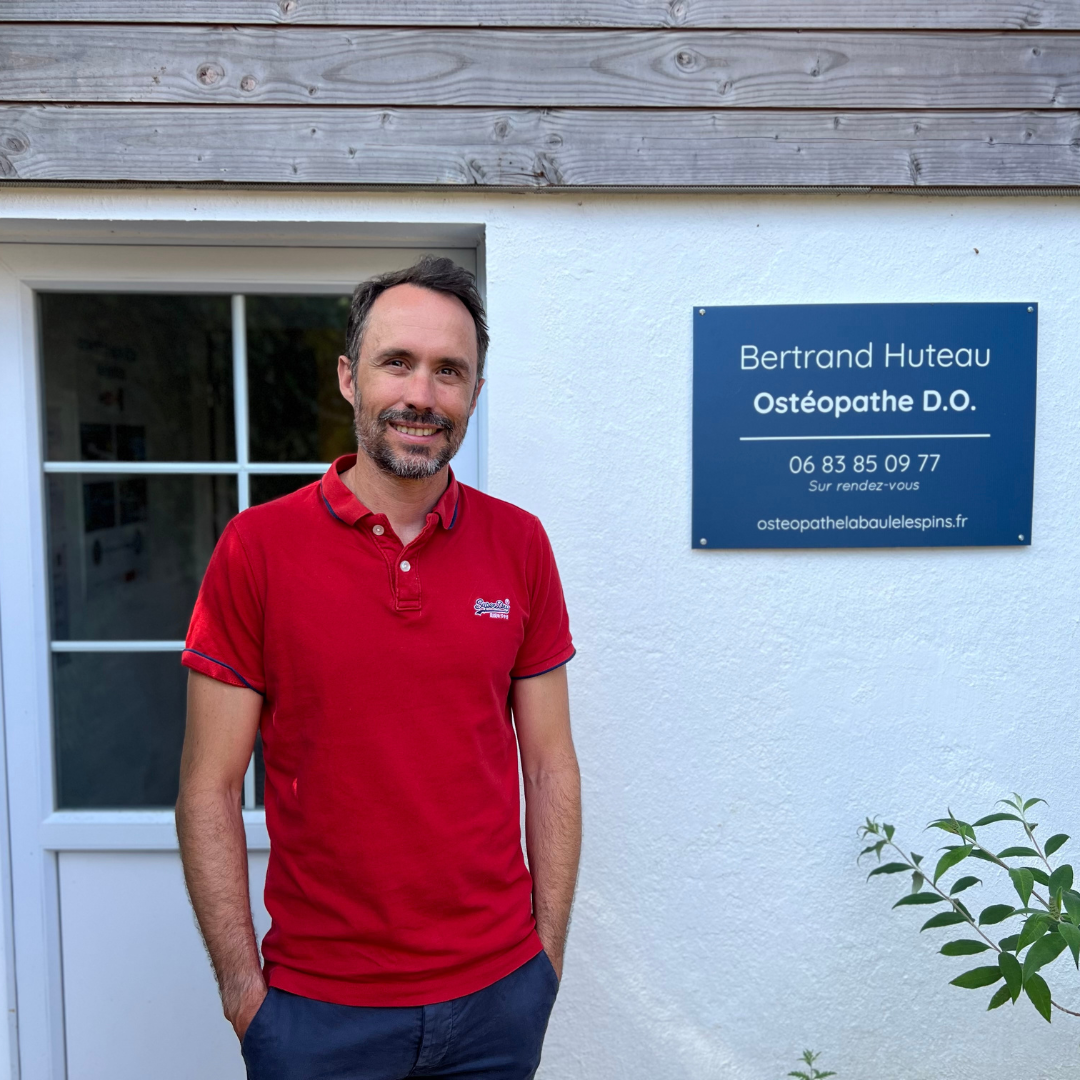 Bertrand Huteau
Ostéopathe D.O.
06 83 85 09 77
Sur rendez-vous
osteopathelabaulelespins.fr